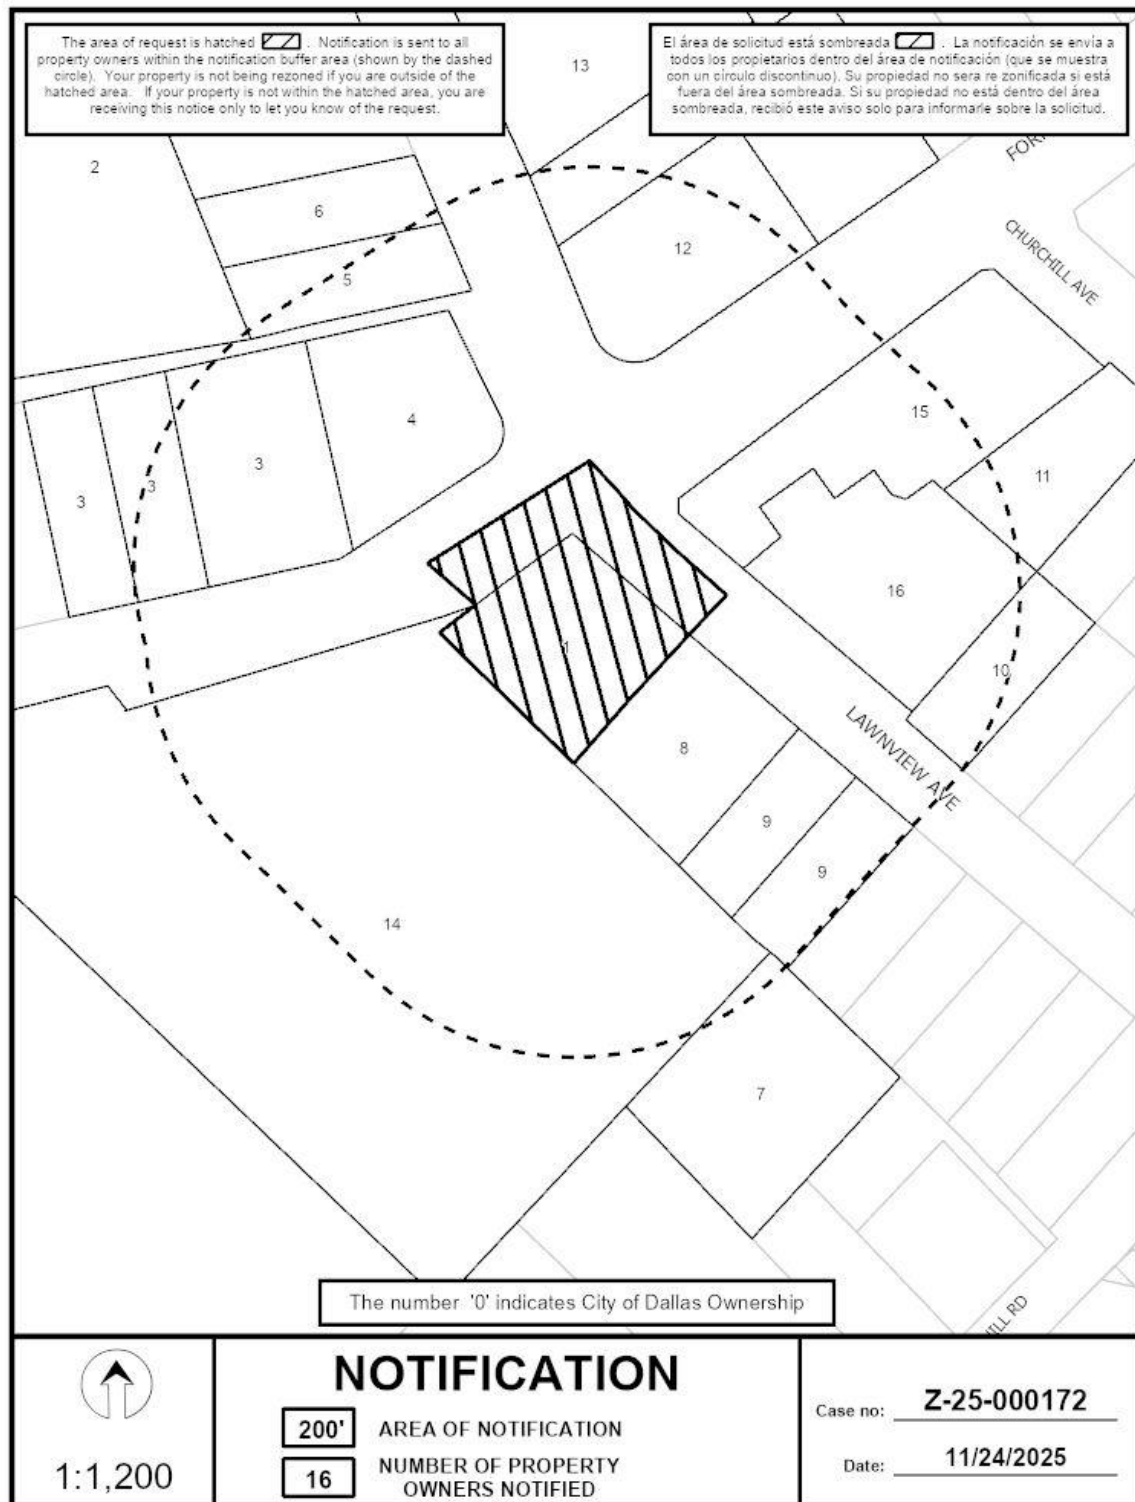 The area of request is hatched . Notification is sent to all
property owners within the notification buffer area (shown by the dashed
circle). Your property is not being rezoned if you are outside of the
hatched area. If your property is not within the hatched area, you are
receiving this notice only to let you know of the request.
El área de solicitud está sombreada . La notificación se envía a
todos los propietarios dentro del área de notificación (que se muestra
con un círculo discontinuo). Su propiedad no sera re zonificada si está
fuera del área sombreada. Si su propiedad no está dentro del área
sombreada, recibió este aviso solo para informarle sobre la solicitud.
13
2
6
12
5
CHURCHILL AVE
4
15
3
3
3
11
16
1
10
LAWNVIEW AVE
8
9
9
14
7
The number '0' indicates City of Dallas Ownership
1:1,200
NOTIFICATION
200' AREA OF NOTIFICATION
16 NUMBER OF PROPERTY
OWNERS NOTIFIED
Case no: Z-25-000172
Date: 11/24/2025